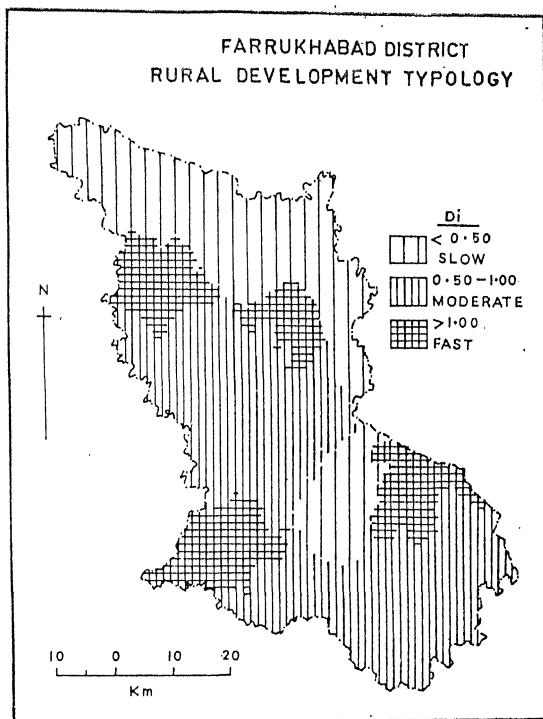 FARRUKHABAD DISTRICT
RURAL DEVELOPMENT TYPOLOGY
Di
< 0·50
SLOW
0·50-1·00
MODERATE
>1·00
FAST
N
10 0 10 20
Km